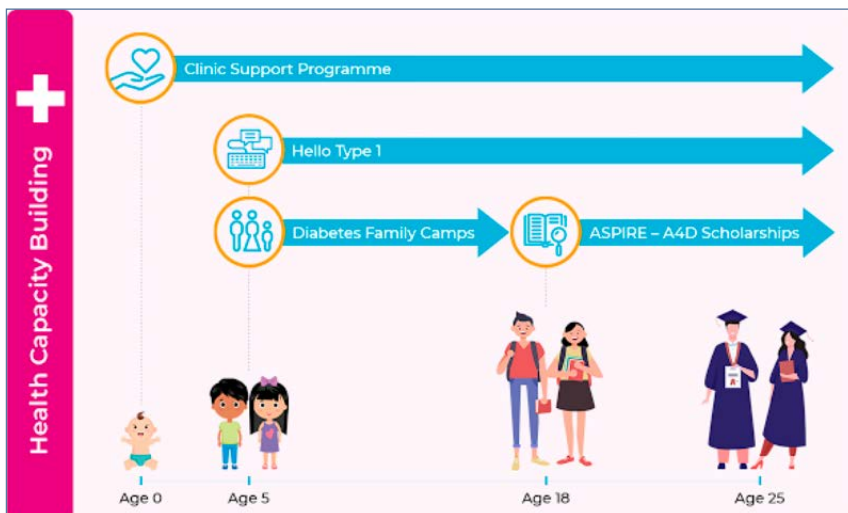 Health Capacity Building
Clinic Support Programme
Hello Type 1
Diabetes Family Camps
ASPIRE – A4D Scholarships
Age 0
Age 5
Age 18
Age 25